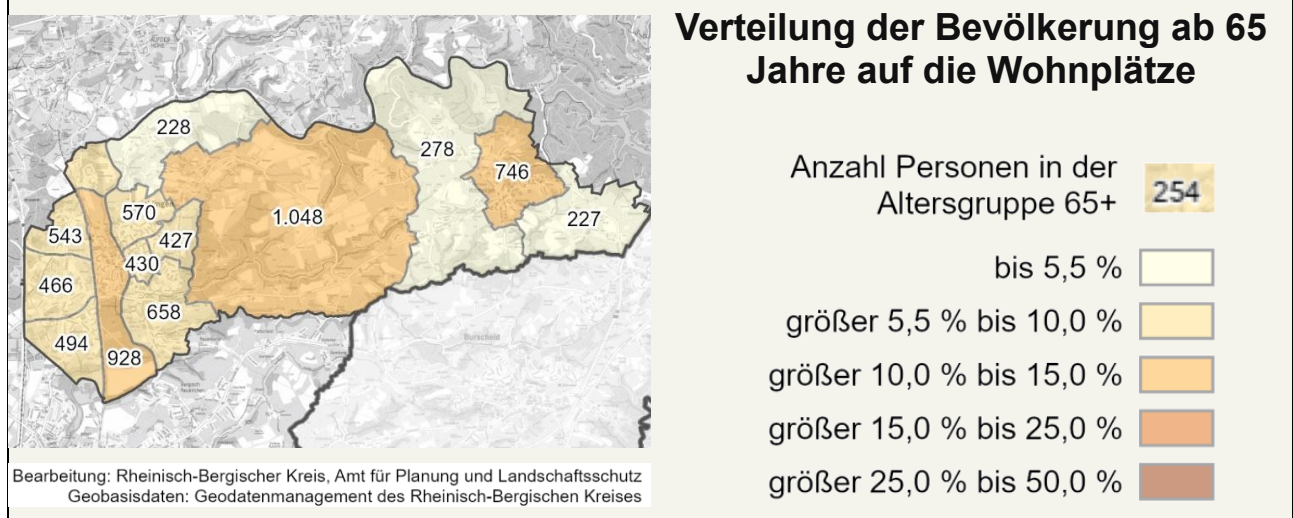 Verteilung der Bevölkerung ab 65
Jahre auf die Wohnplätze
228
278
746
570
1.048
227
543
427
430
466
658
494
928
Anzahl Personen in der
Altersgruppe 65+
254
bis 5,5 %
größer 5,5 % bis 10,0 %
größer 10,0 % bis 15,0 %
größer 15,0 % bis 25,0 %
größer 25,0 % bis 50,0 %
Burscheid
Bearbeitung: Rheinisch-Bergischer Kreis, Amt für Planung und Landschaftsschutz
Geobasisdaten: Geodatenmanagement des Rheinisch-Bergischen Kreises